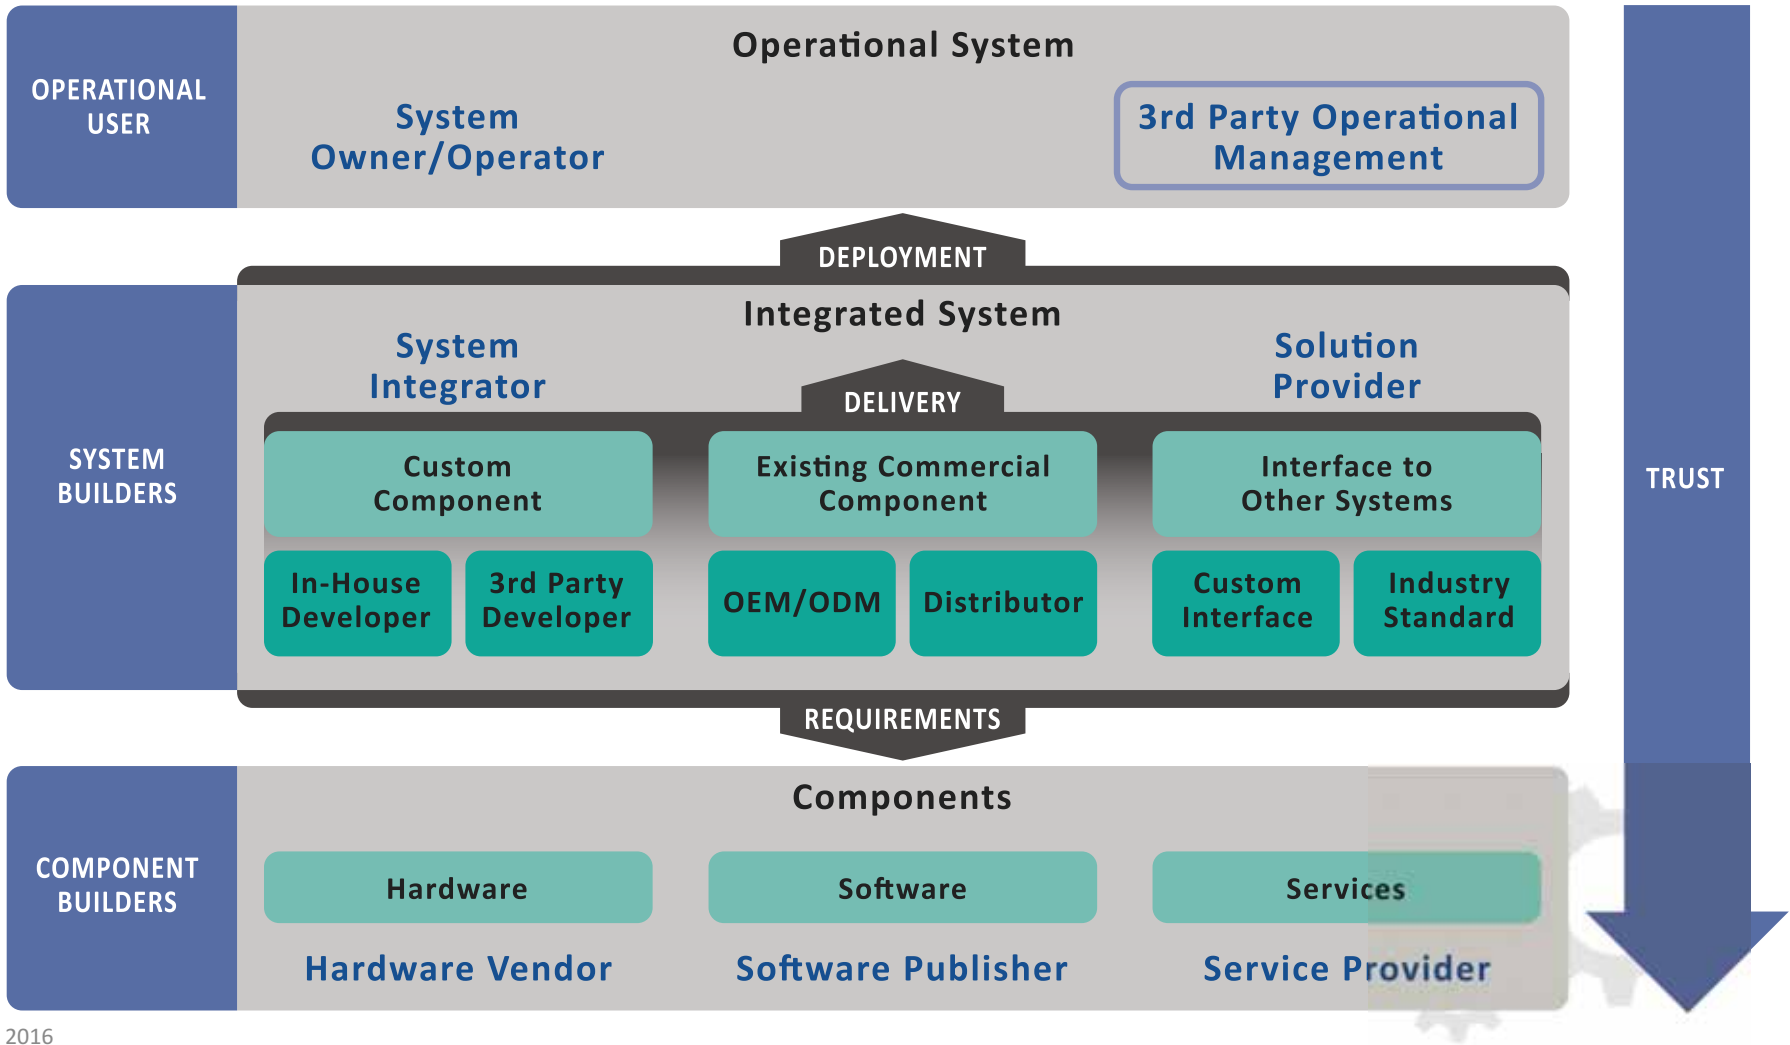 Operational System
OPERATIONAL
USER
System
Owner/Operator
3rd Party Operational
Management
DEPLOYMENT
Integrated System
System
Integrator
DELIVERY
Solution
Provider
SYSTEM
BUILDERS
Custom
Component
Existing Commercial
Component
Interface to
Other Systems
TRUST
In-House
Developer
3rd Party
Developer
OEM/ODM
Distributor
Custom
Interface
Industry
Standard
REQUIREMENTS
Components
COMPONENT
BUILDERS
Hardware
Software
Services
Hardware Vendor
Software Publisher
Service Provider
2016